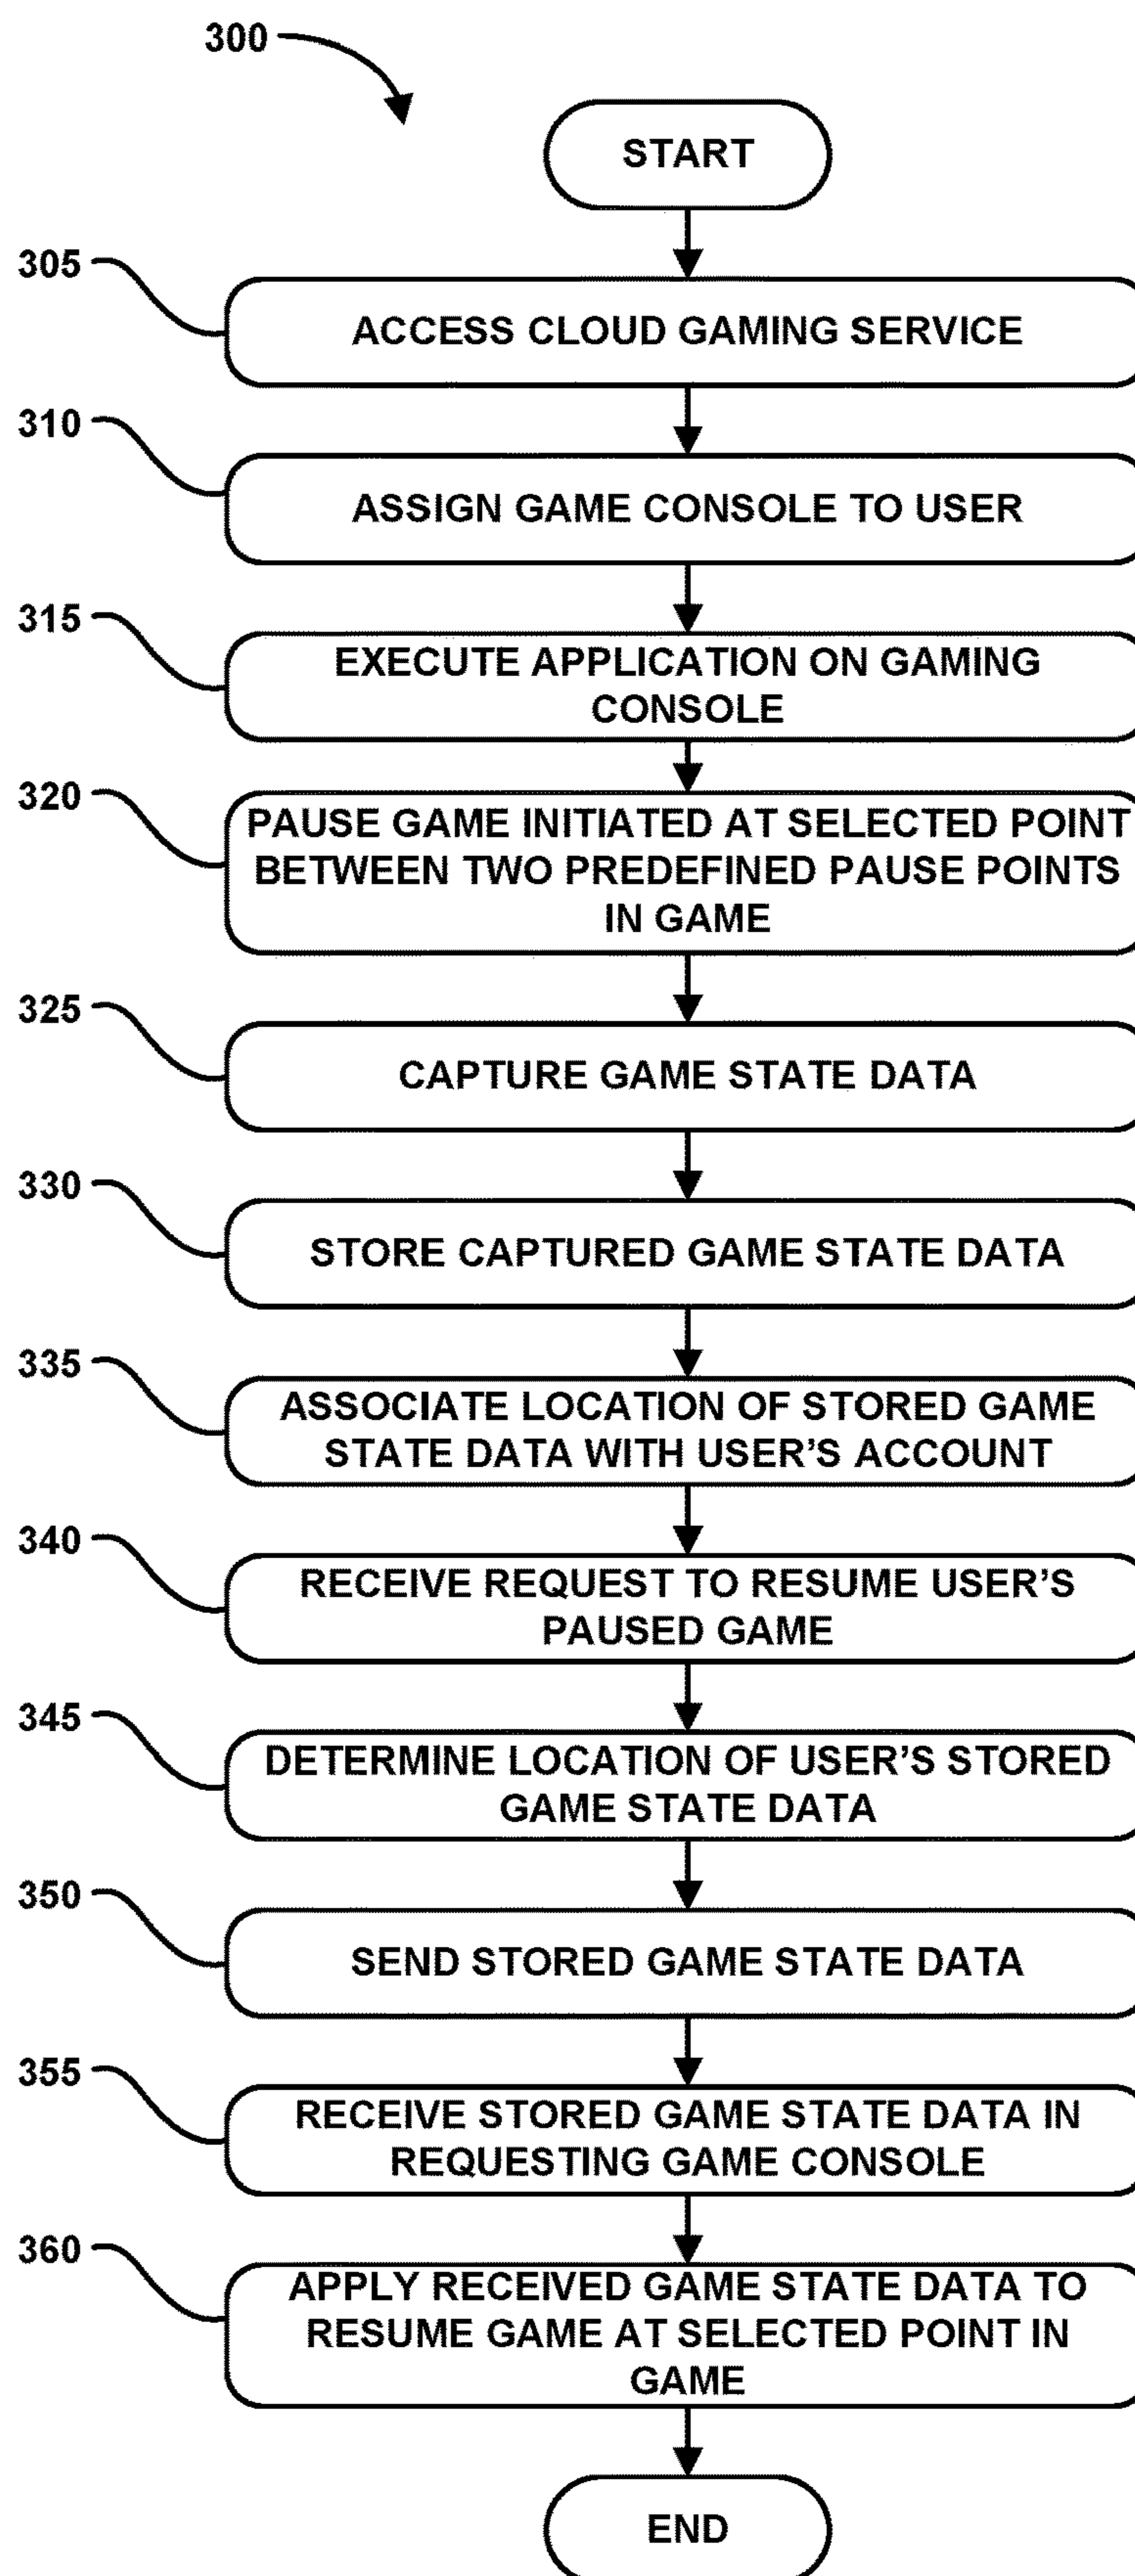 300
START
305
ACCESS CLOUD GAMING SERVICE
310
ASSIGN GAME CONSOLE TO USER
315
EXECUTE APPLICATION ON GAMING
CONSOLE
320
PAUSE GAME INITIATED AT SELECTED POINT
BETWEEN TWO PREDEFINED PAUSE POINTS
IN GAME
325
CAPTURE GAME STATE DATA
330
STORE CAPTURED GAME STATE DATA
335
ASSOCIATE LOCATION OF STORED GAME
STATE DATA WITH USER’S ACCOUNT
340
RECEIVE REQUEST TO RESUME USER’S
PAUSED GAME
345
DETERMINE LOCATION OF USER’S STORED
GAME STATE DATA
350
SEND STORED GAME STATE DATA
355
RECEIVE STORED GAME STATE DATA IN
REQUESTING GAME CONSOLE
360
APPLY RECEIVED GAME STATE DATA TO
RESUME GAME AT SELECTED POINT IN
GAME
END